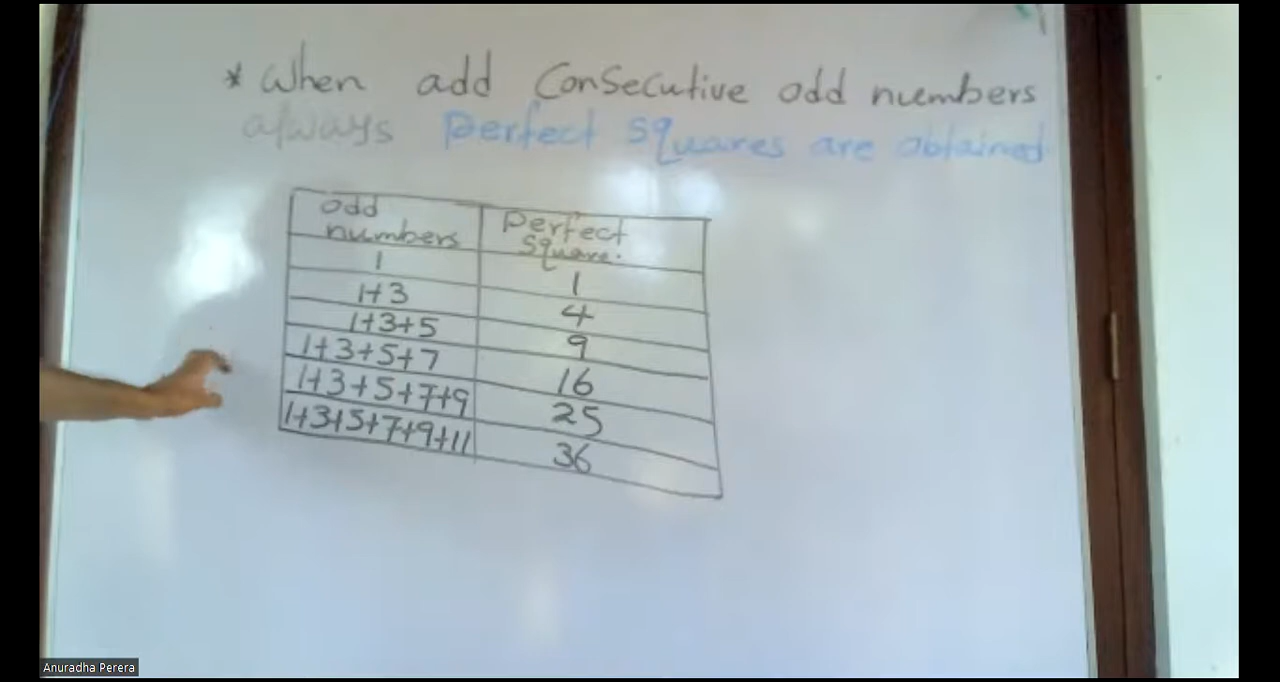 * When add Consecutive odd numbers
always perfect squares are obtained
odd numbers
perfect square.
1
1
1+3
4
1+3+5
9
1+3+5+7
16
1+3+5+7+9
25
1+3+5+7+9+11
36
Anuradha Perera